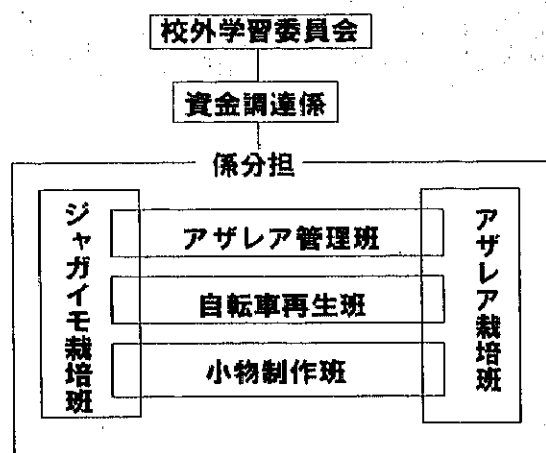 校外学習委員会
資金調達係
係分担
ジャガイモ栽培班
アザレア管理班
自転車再生班
小物制作班
アザレア栽培班